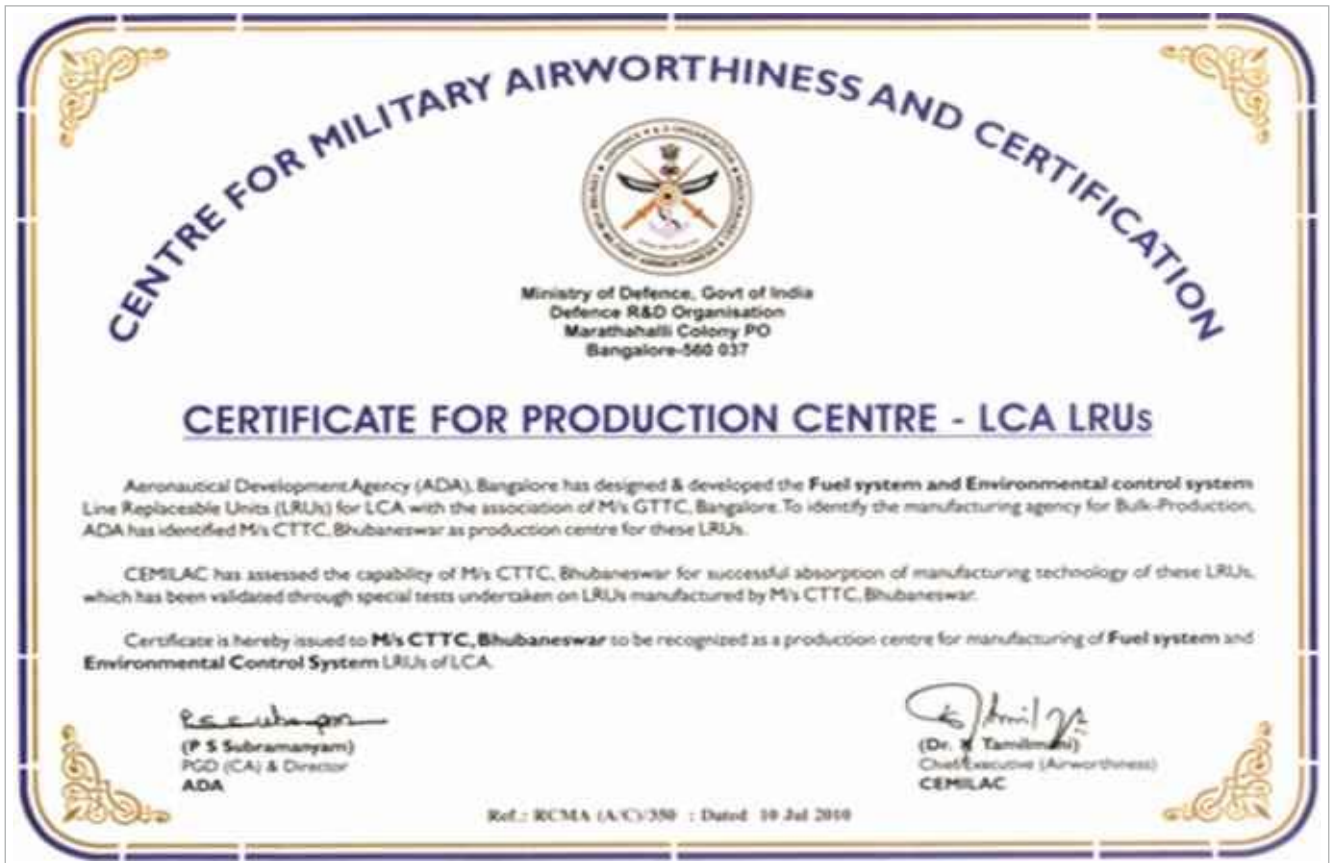 CENTRE FOR MILITARY AIRWORTHINESS AND CERTIFICATION
Ministry of Defence, Govt of India
Defence R&D Organisation
Marathahalli Colony PO
Bangalore-560 037
CERTIFICATE FOR PRODUCTION CENTRE - LCA LRUs
Aeronautical Development Agency (ADA), Bangalore has designed & developed the Fuel system and Environmental control system
Line Replaceable Units (LRUs) for LCA with the association of M/s GTTC, Bangalore. To identify the manufacturing agency for Bulk-Production,
ADA has identified M/s CTTC, Bhubaneswar as production centre for these LRUs.
CEMILAC has assessed the capability of M/s CTTC, Bhubaneswar for successful absorption of manufacturing technology of these LRUs,
which has been validated through special tests undertaken on LRUs manufactured by M/s CTTC, Bhubaneswar.
Certificate is hereby issued to M/s CTTC, Bhubaneswar to be recognized as a production centre for manufacturing of Fuel system and
Environmental Control System LRUs of LCA.
(P S Subramanyam)
PGD (CA) & Director
ADA
(Dr. K Tamilmani)
Chief Executive (Airworthiness)
CEMILAC
Ref.: RCMA (A/C)/350 : Dated 10 Jul 2010